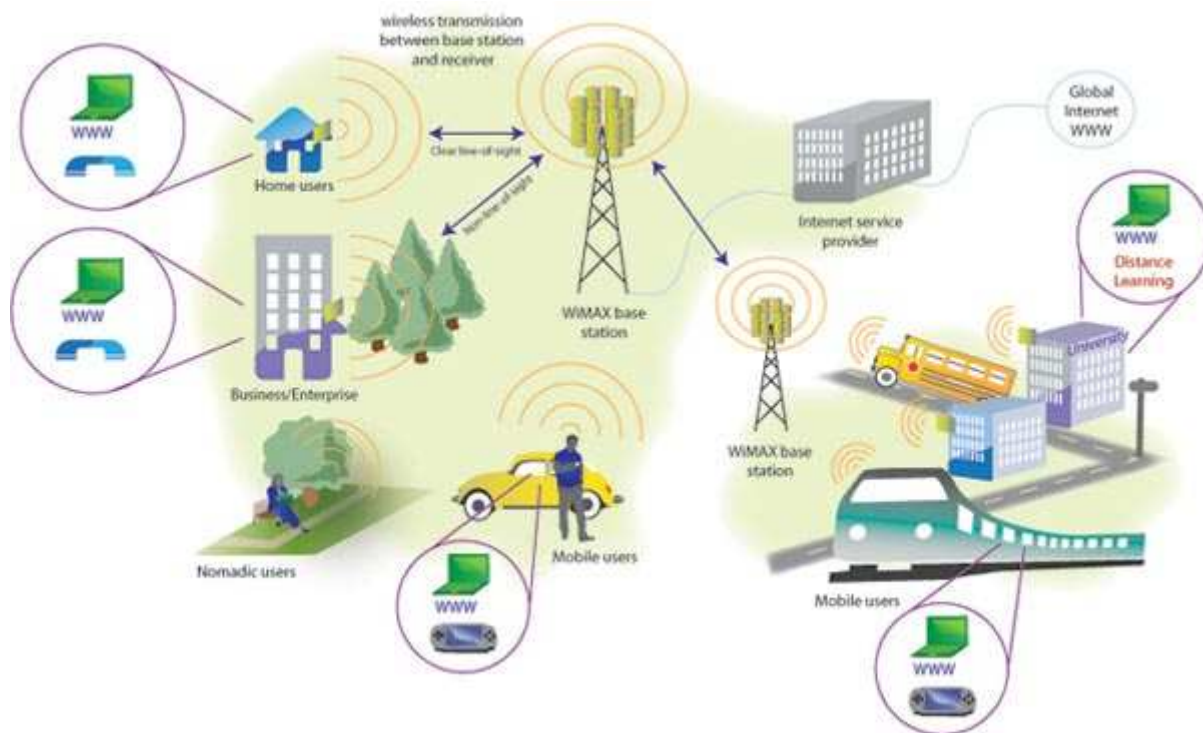 wireless transmission
between base station
and receiver
WWW
Home users
Clear line-of-sight
Non-line-of-sight
WWW
Business/Enterprise
WiMAX base
station
Internet service
provider
Global
Internet
WWW
WWW
Distance
Learning
University
WiMAX base
station
Nomadic users
Mobile users
WWW
Mobile users
WWW